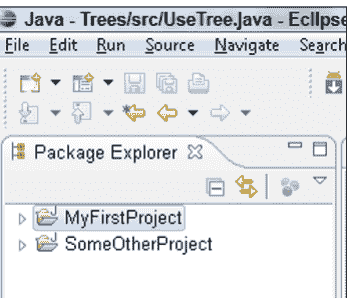 Java - Trees/src/UseTree.java - Eclipse
File Edit Run Source Navigate Search
Package Explorer
MyFirstProject
SomeOtherProject